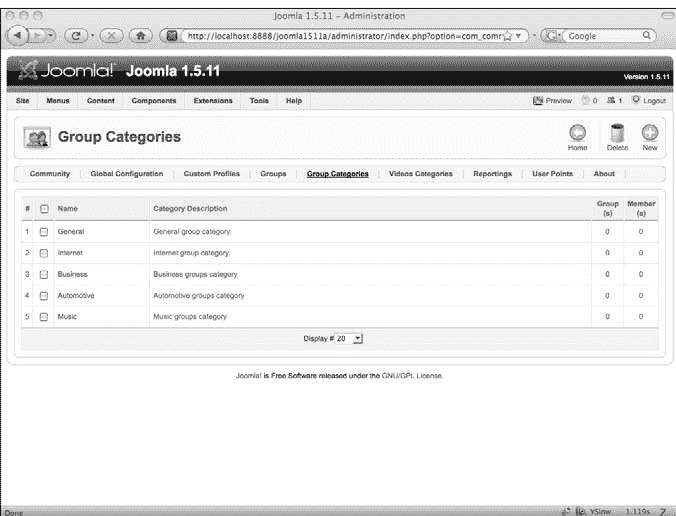 Joomla 1.5.11 - Administration
http://localhost:8888/joomla1511a/administrator/index.php?option=com_comr
Google
Joomla! Joomla 1.5.11
Version 1.5.11
Site Menus Content Components Extensions Tools Help Preview 0 1 Logout
Group Categories
Home Delete New
Community Global Configuration Custom Profiles Groups Group Categories Videos Categories Reportings User Points About
# Name Category Description Group (s) Member (s)
1 General General group category. 0 0
2 Internet Internet group category. 0 0
3 Business Business groups category 0 0
4 Automotive Automotive groups category 0 0
5 Music Music groups category 0 0
Display # 20
Joomla! is Free Software released under the GNU/GPL License.
Done YSlow 1.119s